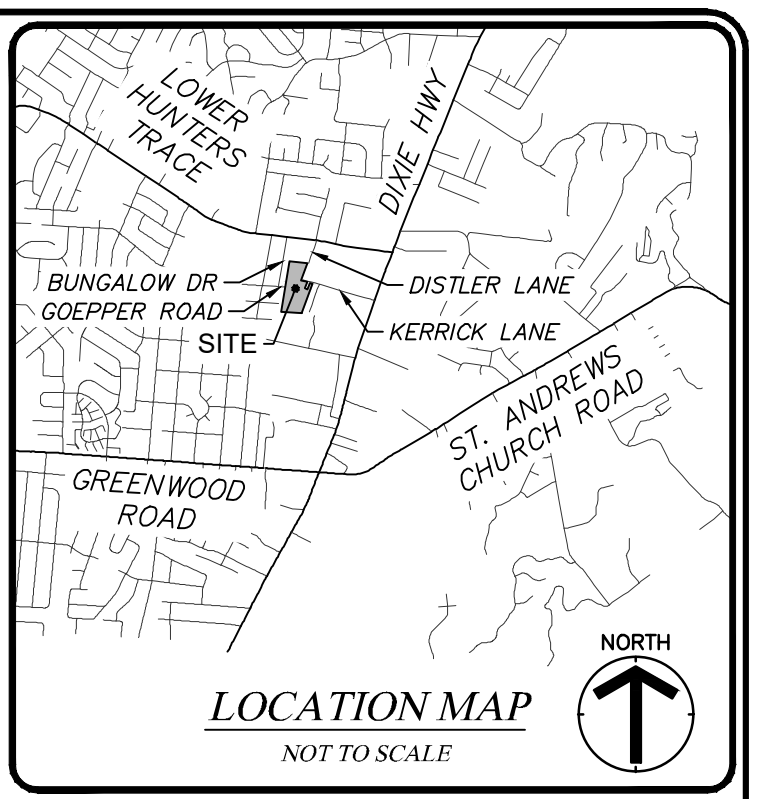 LOWER
HUNTERS
TRACE
DIXIE HWY
BUNGALOW DR
DISTLER LANE
GOEPPER ROAD
KERRICK LANE
SITE
ST. ANDREWS
CHURCH ROAD
GREENWOOD
ROAD
NORTH
LOCATION MAP
NOT TO SCALE